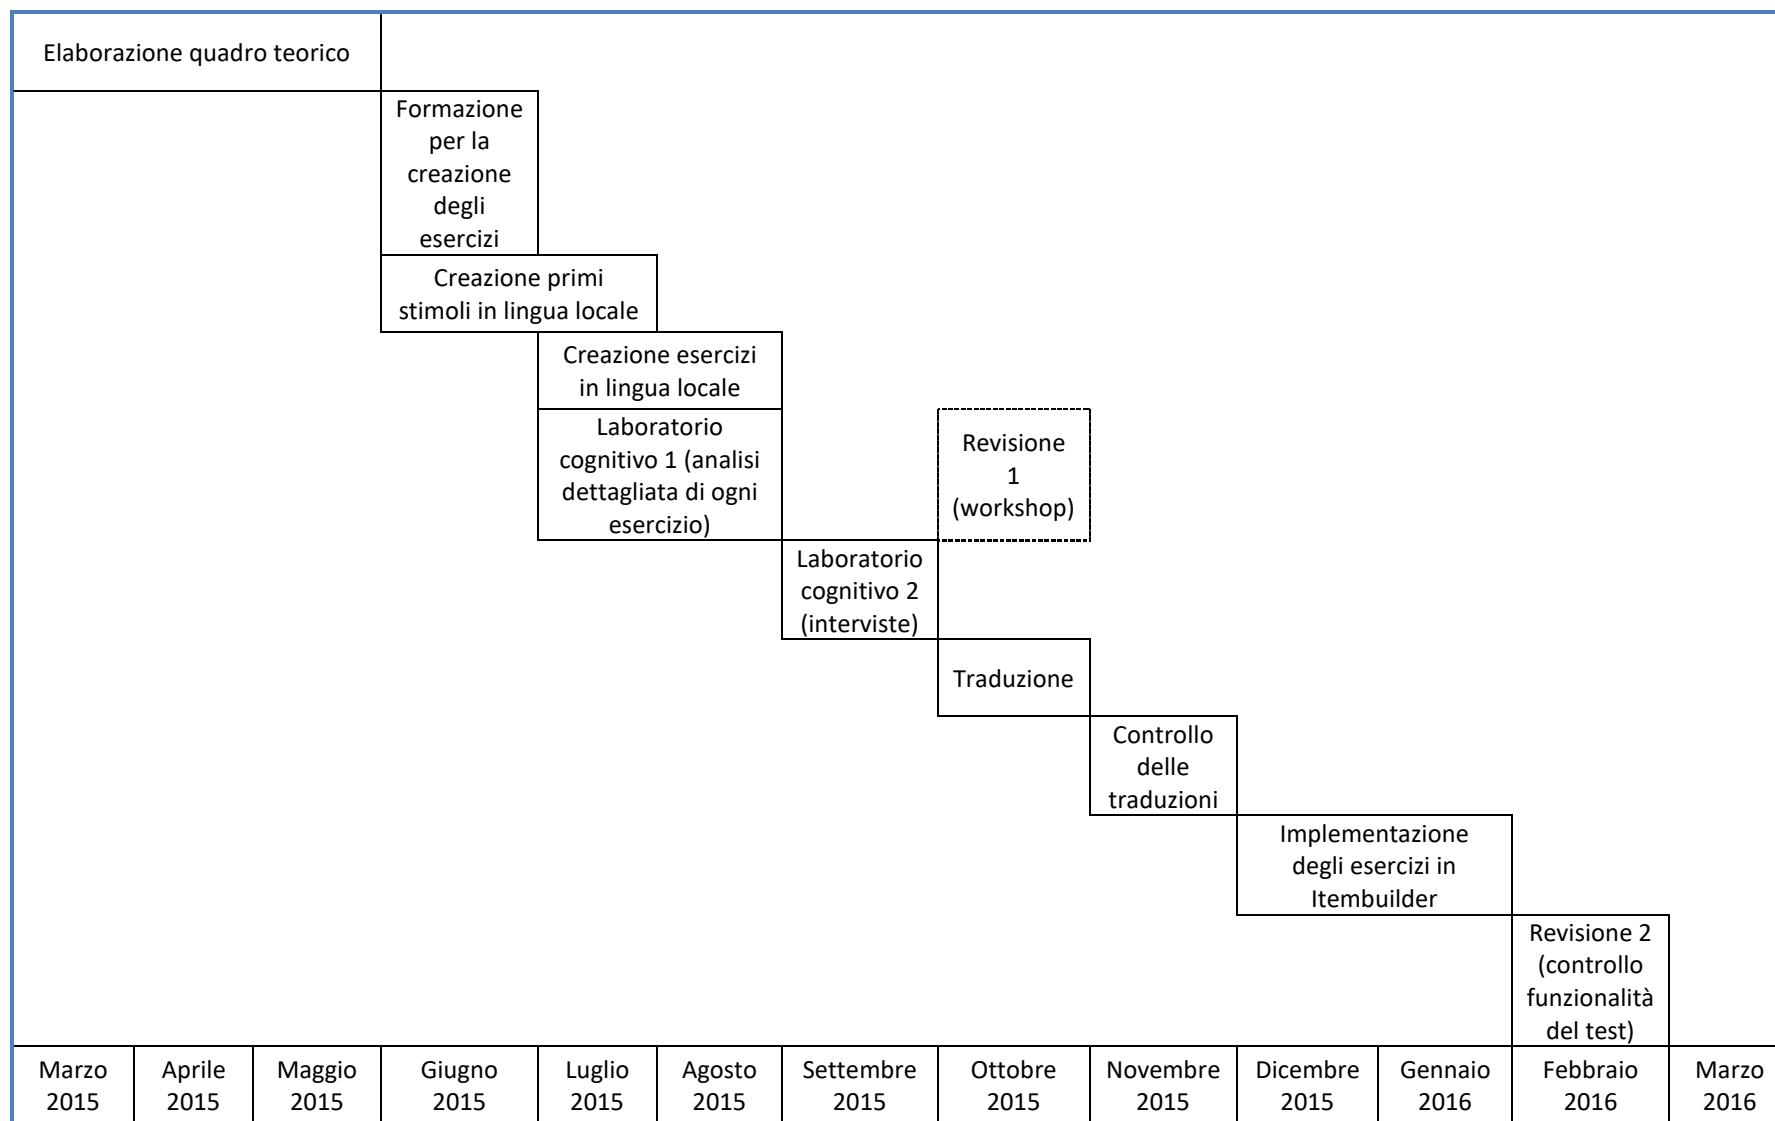 Elaborazione quadro teorico
Formazione
per la
creazione
degli
esercizi
Creazione primi
stimoli in lingua locale
Creazione esercizi
in lingua locale
Laboratorio
cognitivo 1 (analisi
dettagliata di ogni
esercizio)
Revisione
1
(workshop)
Laboratorio
cognitivo 2
(interviste)
Traduzione
Controllo
delle
traduzioni
Implementazione
degli esercizi in
Itembuilder
Revisione 2
(controllo
funzionalità
del test)
Marzo
2015
Aprile
2015
Maggio
2015
Giugno
2015
Luglio
2015
Agosto
2015
Settembre
2015
Ottobre
2015
Novembre
2015
Dicembre
2015
Gennaio
2016
Febbraio
2016
Marzo
2016